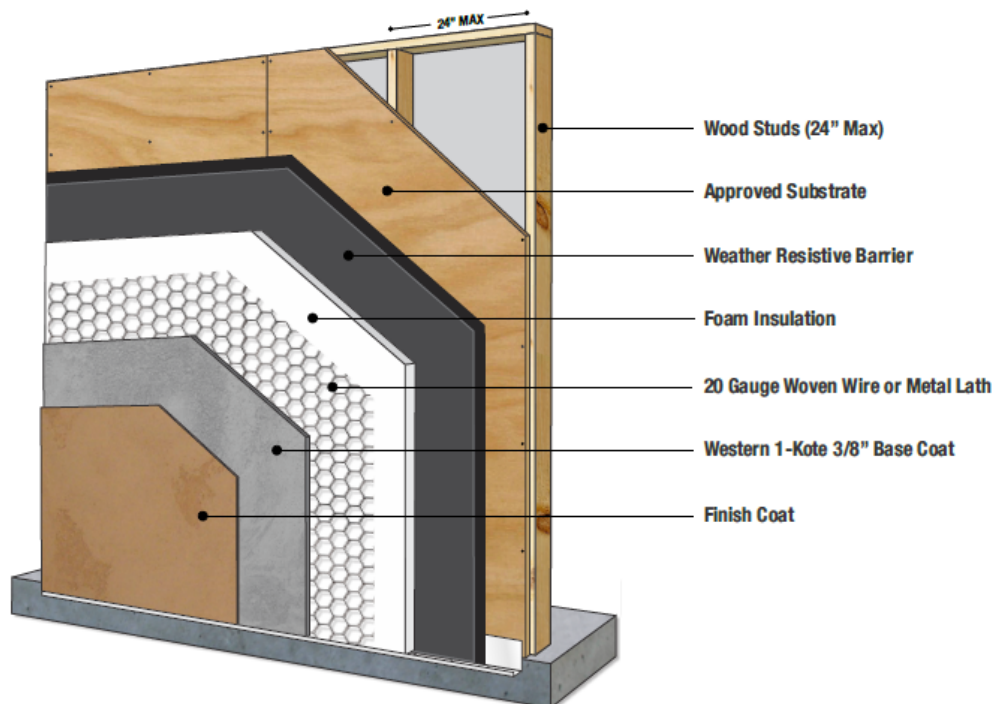 24” MAX
Wood Studs (24” Max)
Approved Substrate
Weather Resistive Barrier
Foam Insulation
20 Gauge Woven Wire or Metal Lath
Western 1-Kote 3/8” Base Coat
Finish Coat